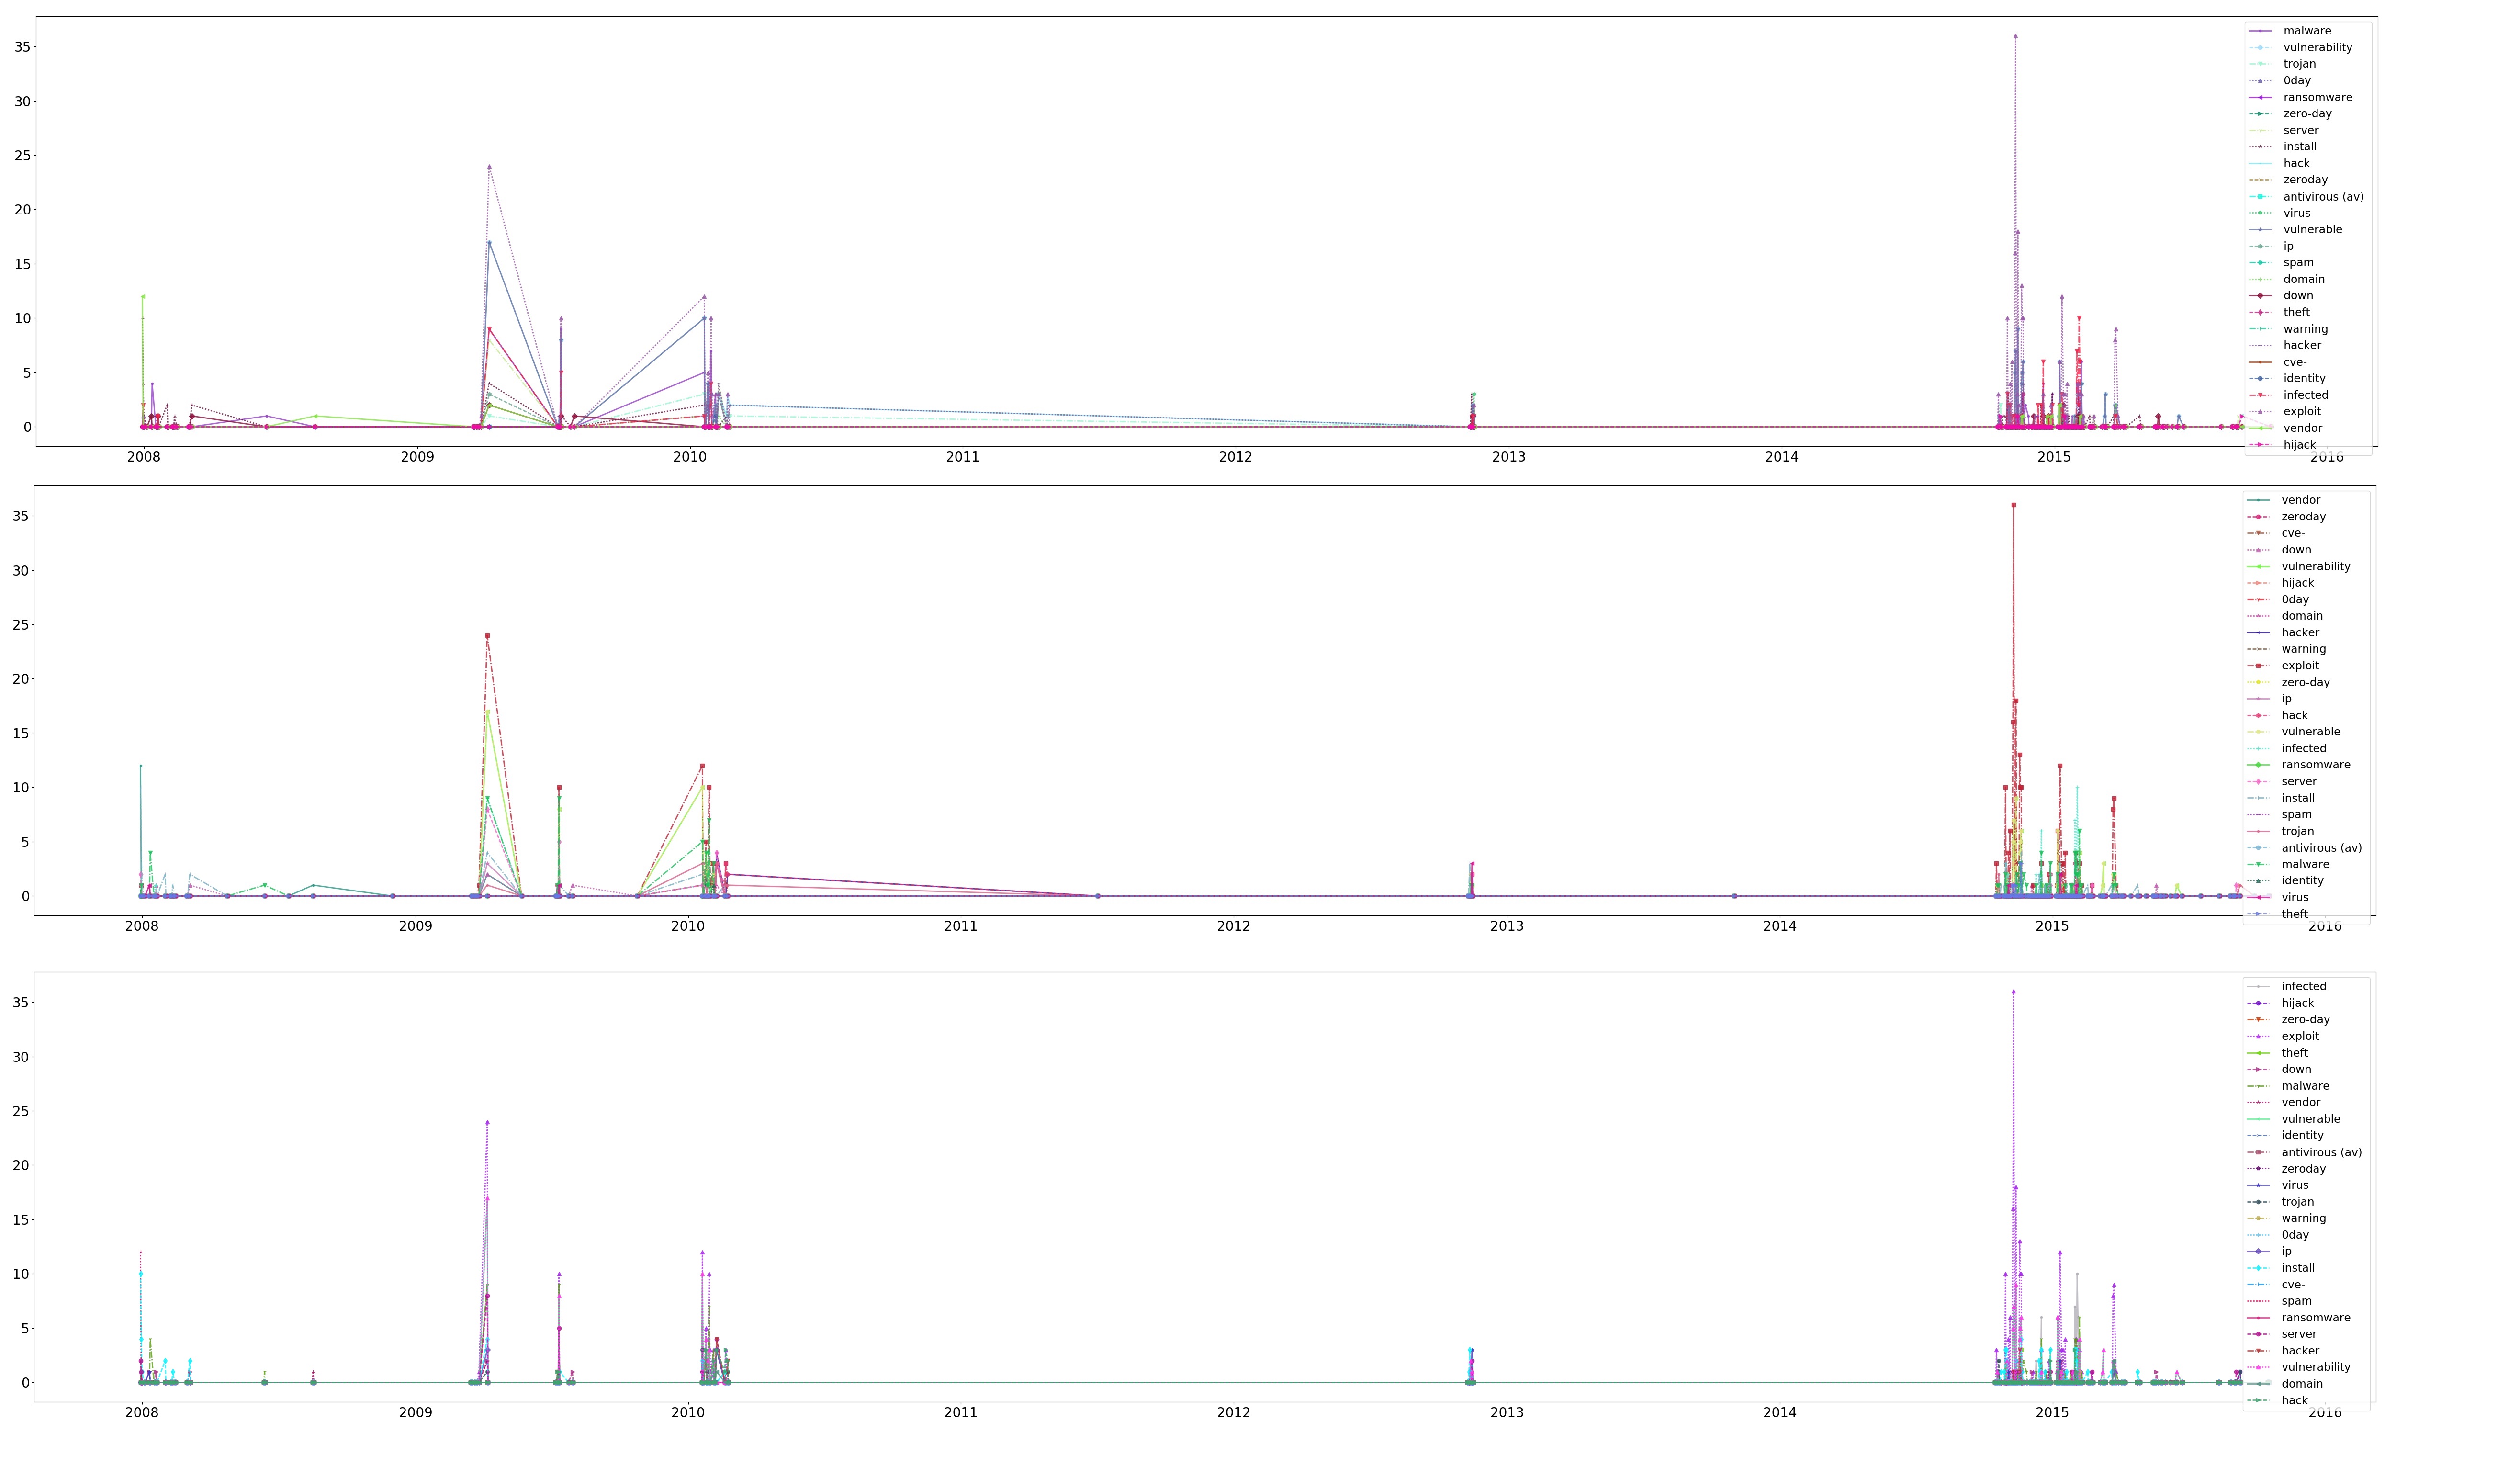 35
30
25
20
15
10
5
0
2008 2009 2010 2011 2012 2013 2014 2015 2016
malware
vulnerability
trojan
0day
ransomware
zero-day
server
install
hack
zeroday
antivirous (av)
virus
vulnerable
ip
spam
domain
down
theft
warning
hacker
cve-
identity
infected
exploit
vendor
hijack
35
30
25
20
15
10
5
0
2008 2009 2010 2011 2012 2013 2014 2015 2016
vendor
zeroday
cve-
down
vulnerability
hijack
0day
domain
hacker
warning
exploit
zero-day
ip
hack
vulnerable
infected
ransomware
server
install
spam
trojan
antivirous (av)
malware
identity
virus
theft
35
30
25
20
15
10
5
0
2008 2009 2010 2011 2012 2013 2014 2015 2016
infected
hijack
zero-day
exploit
theft
down
malware
vendor
vulnerable
identity
antivirous (av)
zeroday
virus
trojan
warning
0day
ip
install
cve-
spam
ransomware
server
hacker
vulnerability
domain
hack